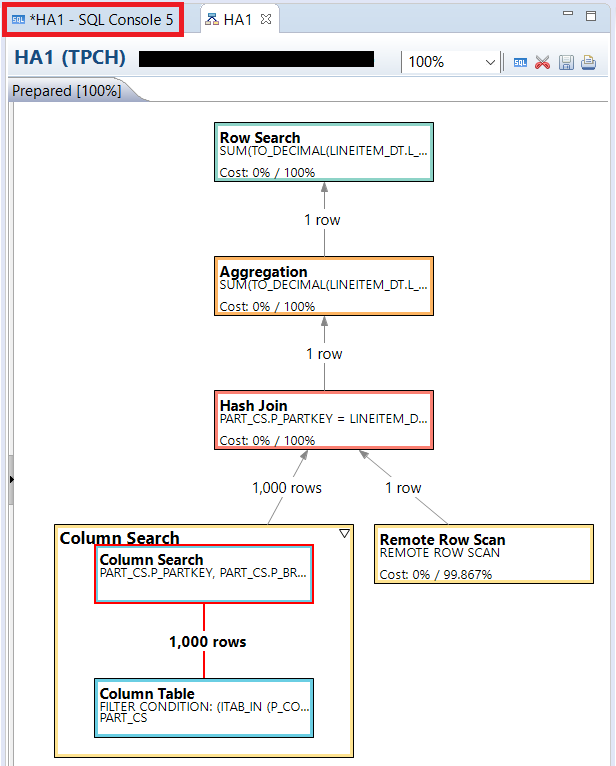 SQL *HA1 - SQL Console 5
HA1
HA1 (TPCH)
100%
SQL
Prepared [100%]
Row Search
SUM(TO_DECIMAL(LINEITEM_DT.L_...
Cost: 0% / 100%
1 row
Aggregation
SUM(TO_DECIMAL(LINEITEM_DT.L_...
Cost: 0% / 100%
1 row
Hash Join
PART_CS.P_PARTKEY = LINEITEM_D...
Cost: 0% / 100%
1,000 rows
1 row
Column Search
Column Search
PART_CS.P_PARTKEY, PART_CS.P_BR...
1,000 rows
Column Table
FILTER CONDITION: (ITAB_IN (P_CO...
PART_CS
Remote Row Scan
REMOTE ROW SCAN
Cost: 0% / 99.867%